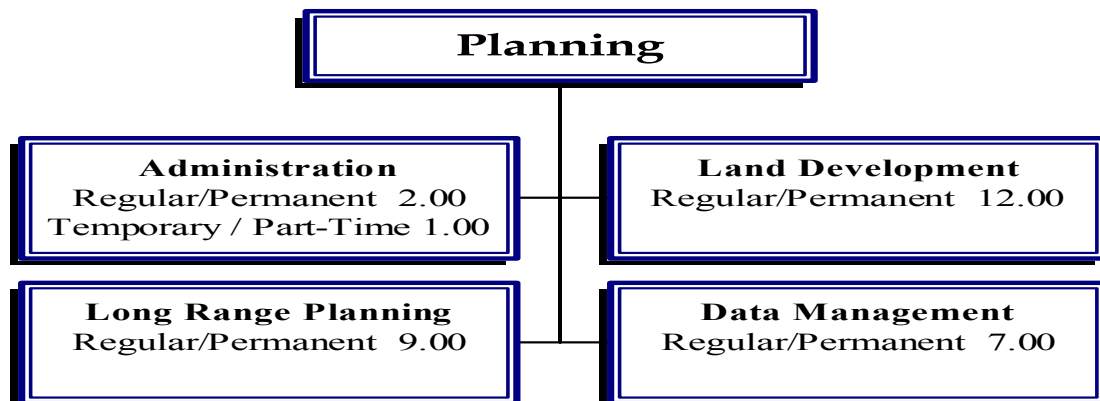 Planning
Administration
Regular/Permanent 2.00
Temporary / Part-Time 1.00
Land Development
Regular/Permanent 12.00
Long Range Planning
Regular/Permanent 9.00
Data Management
Regular/Permanent 7.00